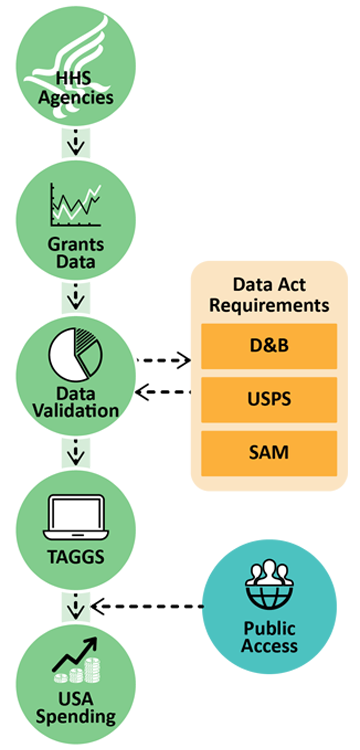 HHS
Agencies
Grants
Data
Data
Validation
Data Act
Requirements
D&B
USPS
SAM
TAGGS
Public
Access
USA
Spending